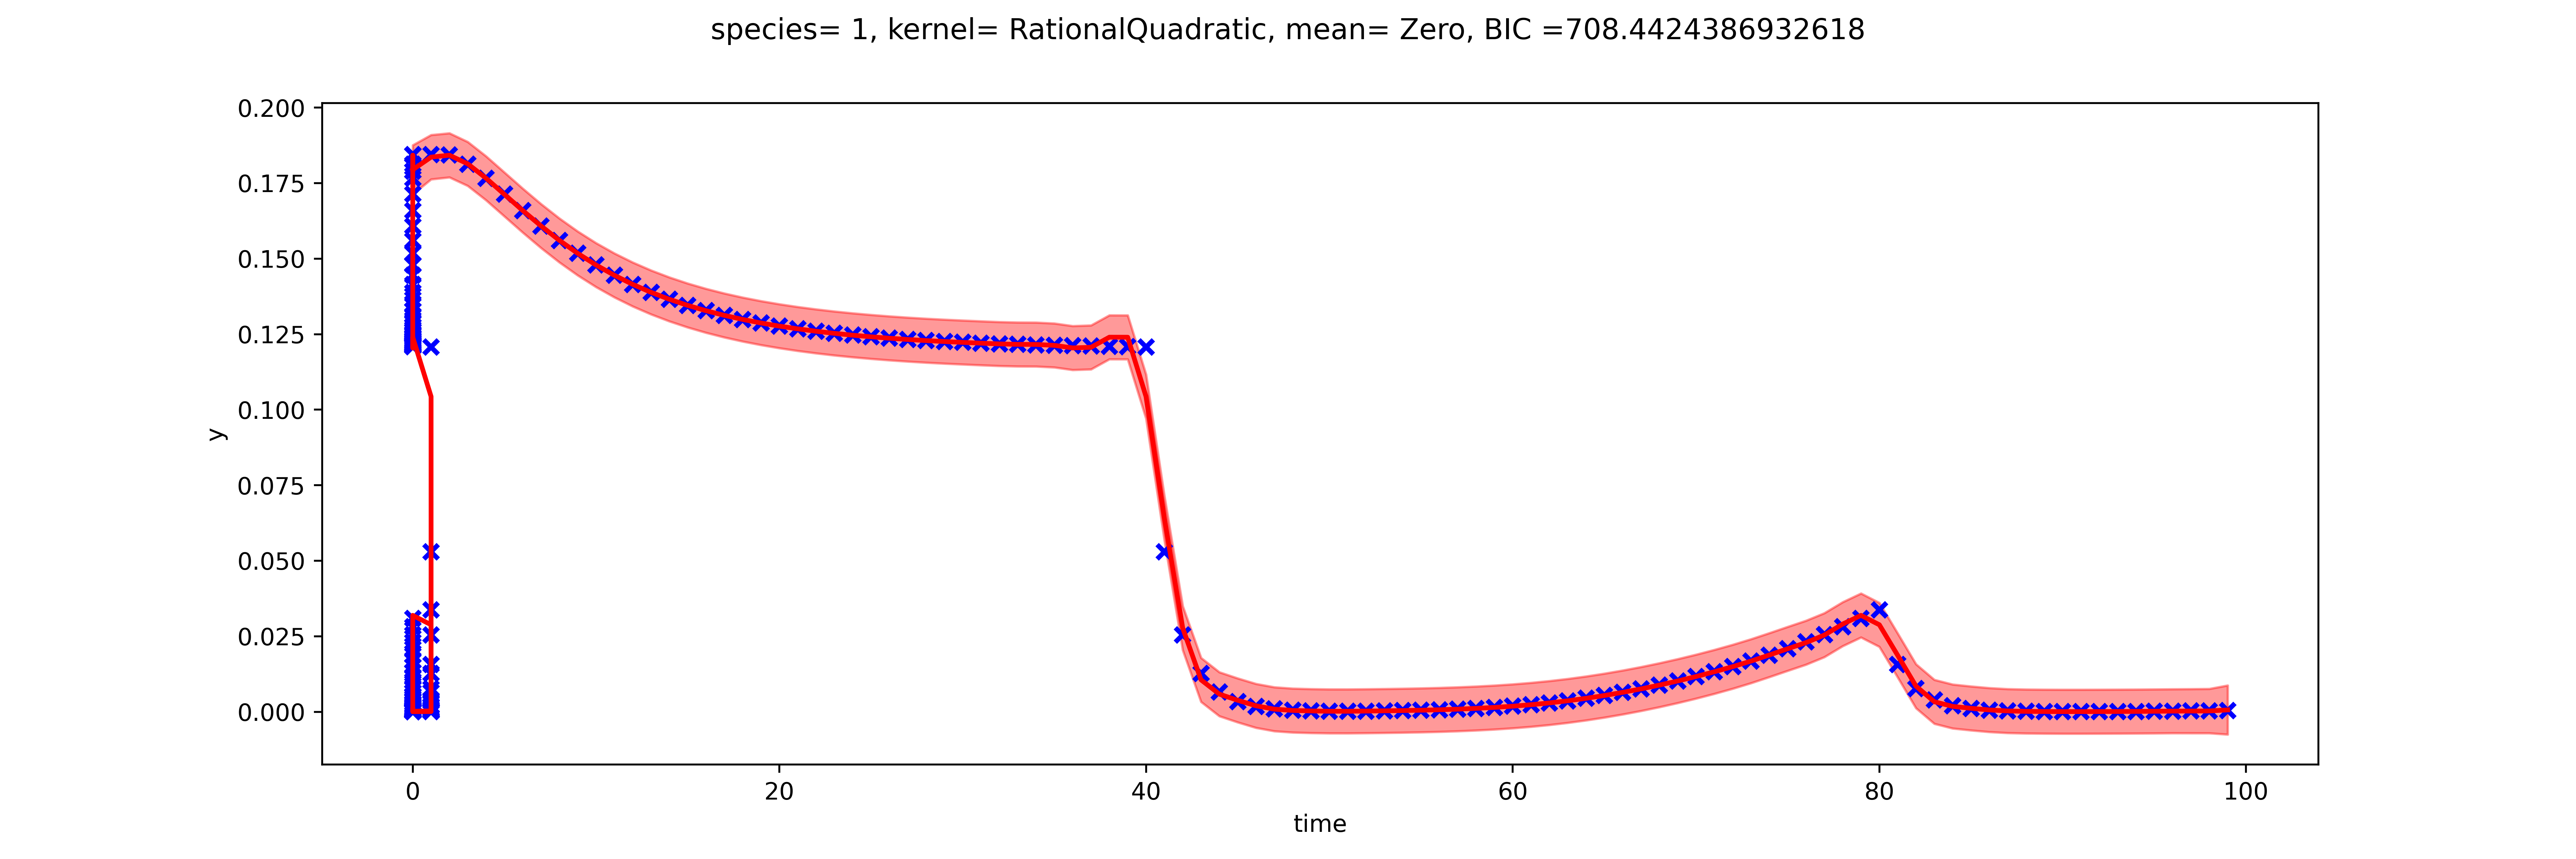 species= 1, kernel= RationalQuadratic, mean= Zero, BIC =708.4424386932618
0.200
0.175
0.150
0.125
0.100
0.075
0.050
0.025
0.000
y
0 20 40 60 80 100
time